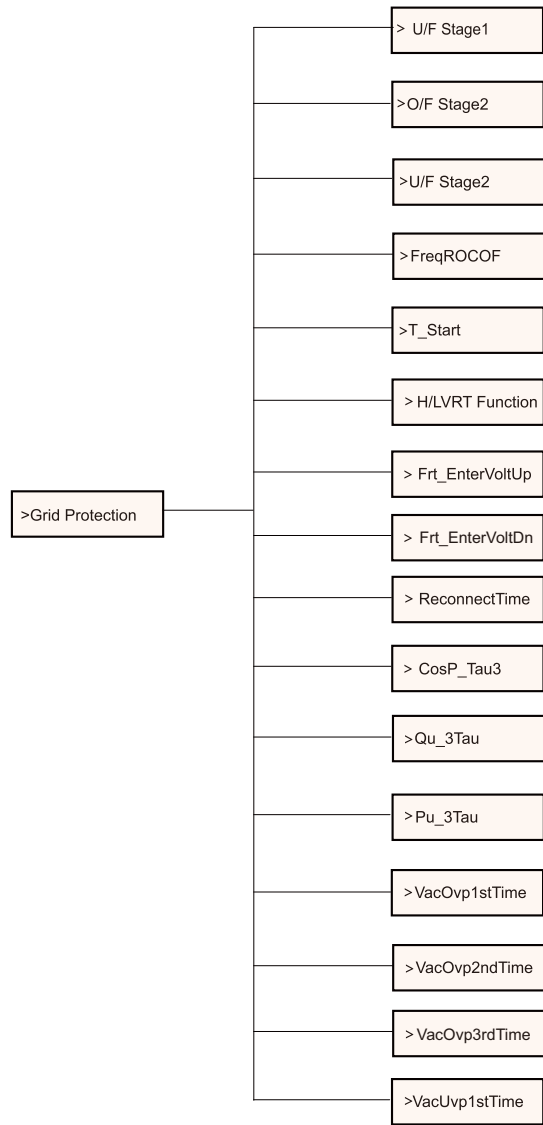 > U/F Stage1
>O/F Stage2
>U/F Stage2
>FreqROCOF
>T_Start
> H/LVRT Function
> Frt_EnterVoltUp
>Grid Protection
> Frt_EnterVoltDn
> ReconnectTime
> CosP_Tau3
>Qu_3Tau
>Pu_3Tau
>VacOvp1stTime
>VacOvp2ndTime
>VacOvp3rdTime
>VacUvp1stTime